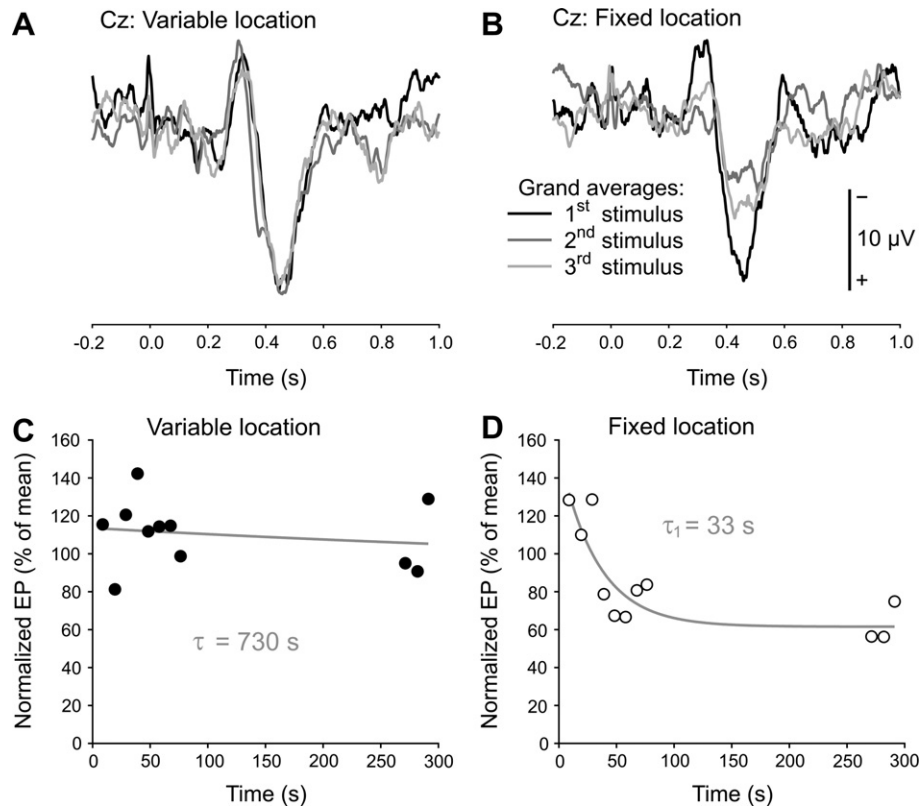 A
Cz: Variable location
B
Cz: Fixed location
Grand averages:
1st stimulus
2nd stimulus
3rd stimulus
−
10 µV
+
-0.2 0.0 0.2 0.4 0.6 0.8 1.0
Time (s)
-0.2 0.0 0.2 0.4 0.6 0.8 1.0
Time (s)
C
Variable location
Normalized EP (% of mean)
160
140
120
100
80
60
40
20
0
τ = 730 s
0 50 100 150 200 250 300
Time (s)
D
Fixed location
Normalized EP (% of mean)
160
140
120
100
80
60
40
20
0
τ1 = 33 s
0 50 100 150 200 250 300
Time (s)